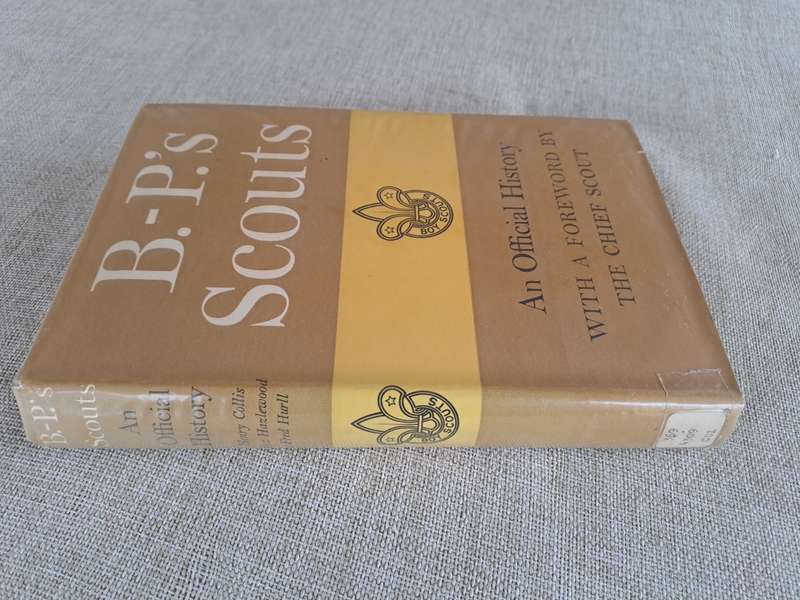 B.-P.'s
Scouts
BOY SCOUTS
An Official History
WITH A FOREWORD BY
THE CHIEF SCOUT
B.-P.'s
Scouts
An
Official
History
Henry Collis
Hazlewood
Fred Hurll
BOY SCOUTS